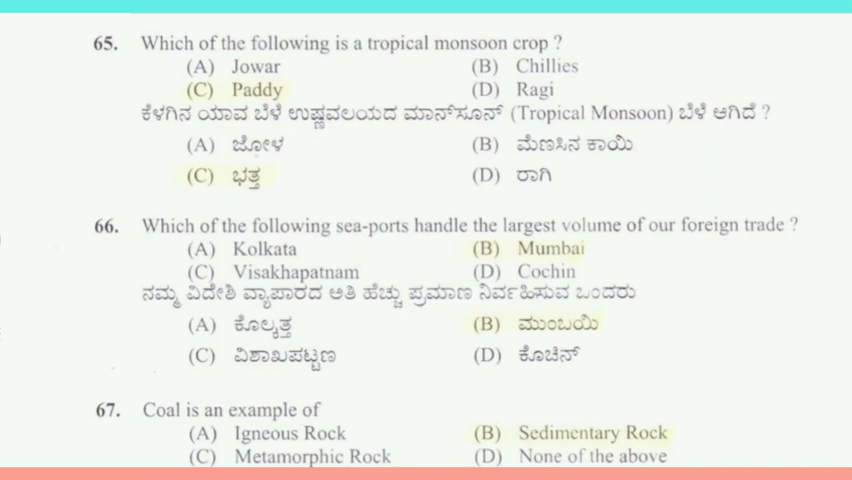 65. Which of the following is a tropical monsoon crop ?
(A) Jowar (B) Chillies
(C) Paddy (D) Ragi
ಕೆಳಗಿನ ಯಾವ ಬೆಳೆ ಉಷ್ಣವಲಯದ ಮಾನ್‌ಸೂನ್ (Tropical Monsoon) ಬೆಳೆ ಆಗಿದೆ ?
(A) ಜೋಳ (B) ಮೆಣಸಿನ ಕಾಯಿ
(C) ಭತ್ತ (D) ರಾಗಿ
66. Which of the following sea-ports handle the largest volume of our foreign trade ?
(A) Kolkata (B) Mumbai
(C) Visakhapatnam (D) Cochin
ನಮ್ಮ ವಿದೇಶಿ ವ್ಯಾಪಾರದ ಅತಿ ಹೆಚ್ಚು ಪ್ರಮಾಣ ನಿರ್ವಹಿಸುವ ಒಂದರು
(A) ಕೊಲ್ಕತ್ತ (B) ಮುಂಬಯಿ
(C) ವಿಶಾಖಪಟ್ಟಣ (D) ಕೊಚಿನ್
67. Coal is an example of
(A) Igneous Rock (B) Sedimentary Rock
(C) Metamorphic Rock (D) None of the above